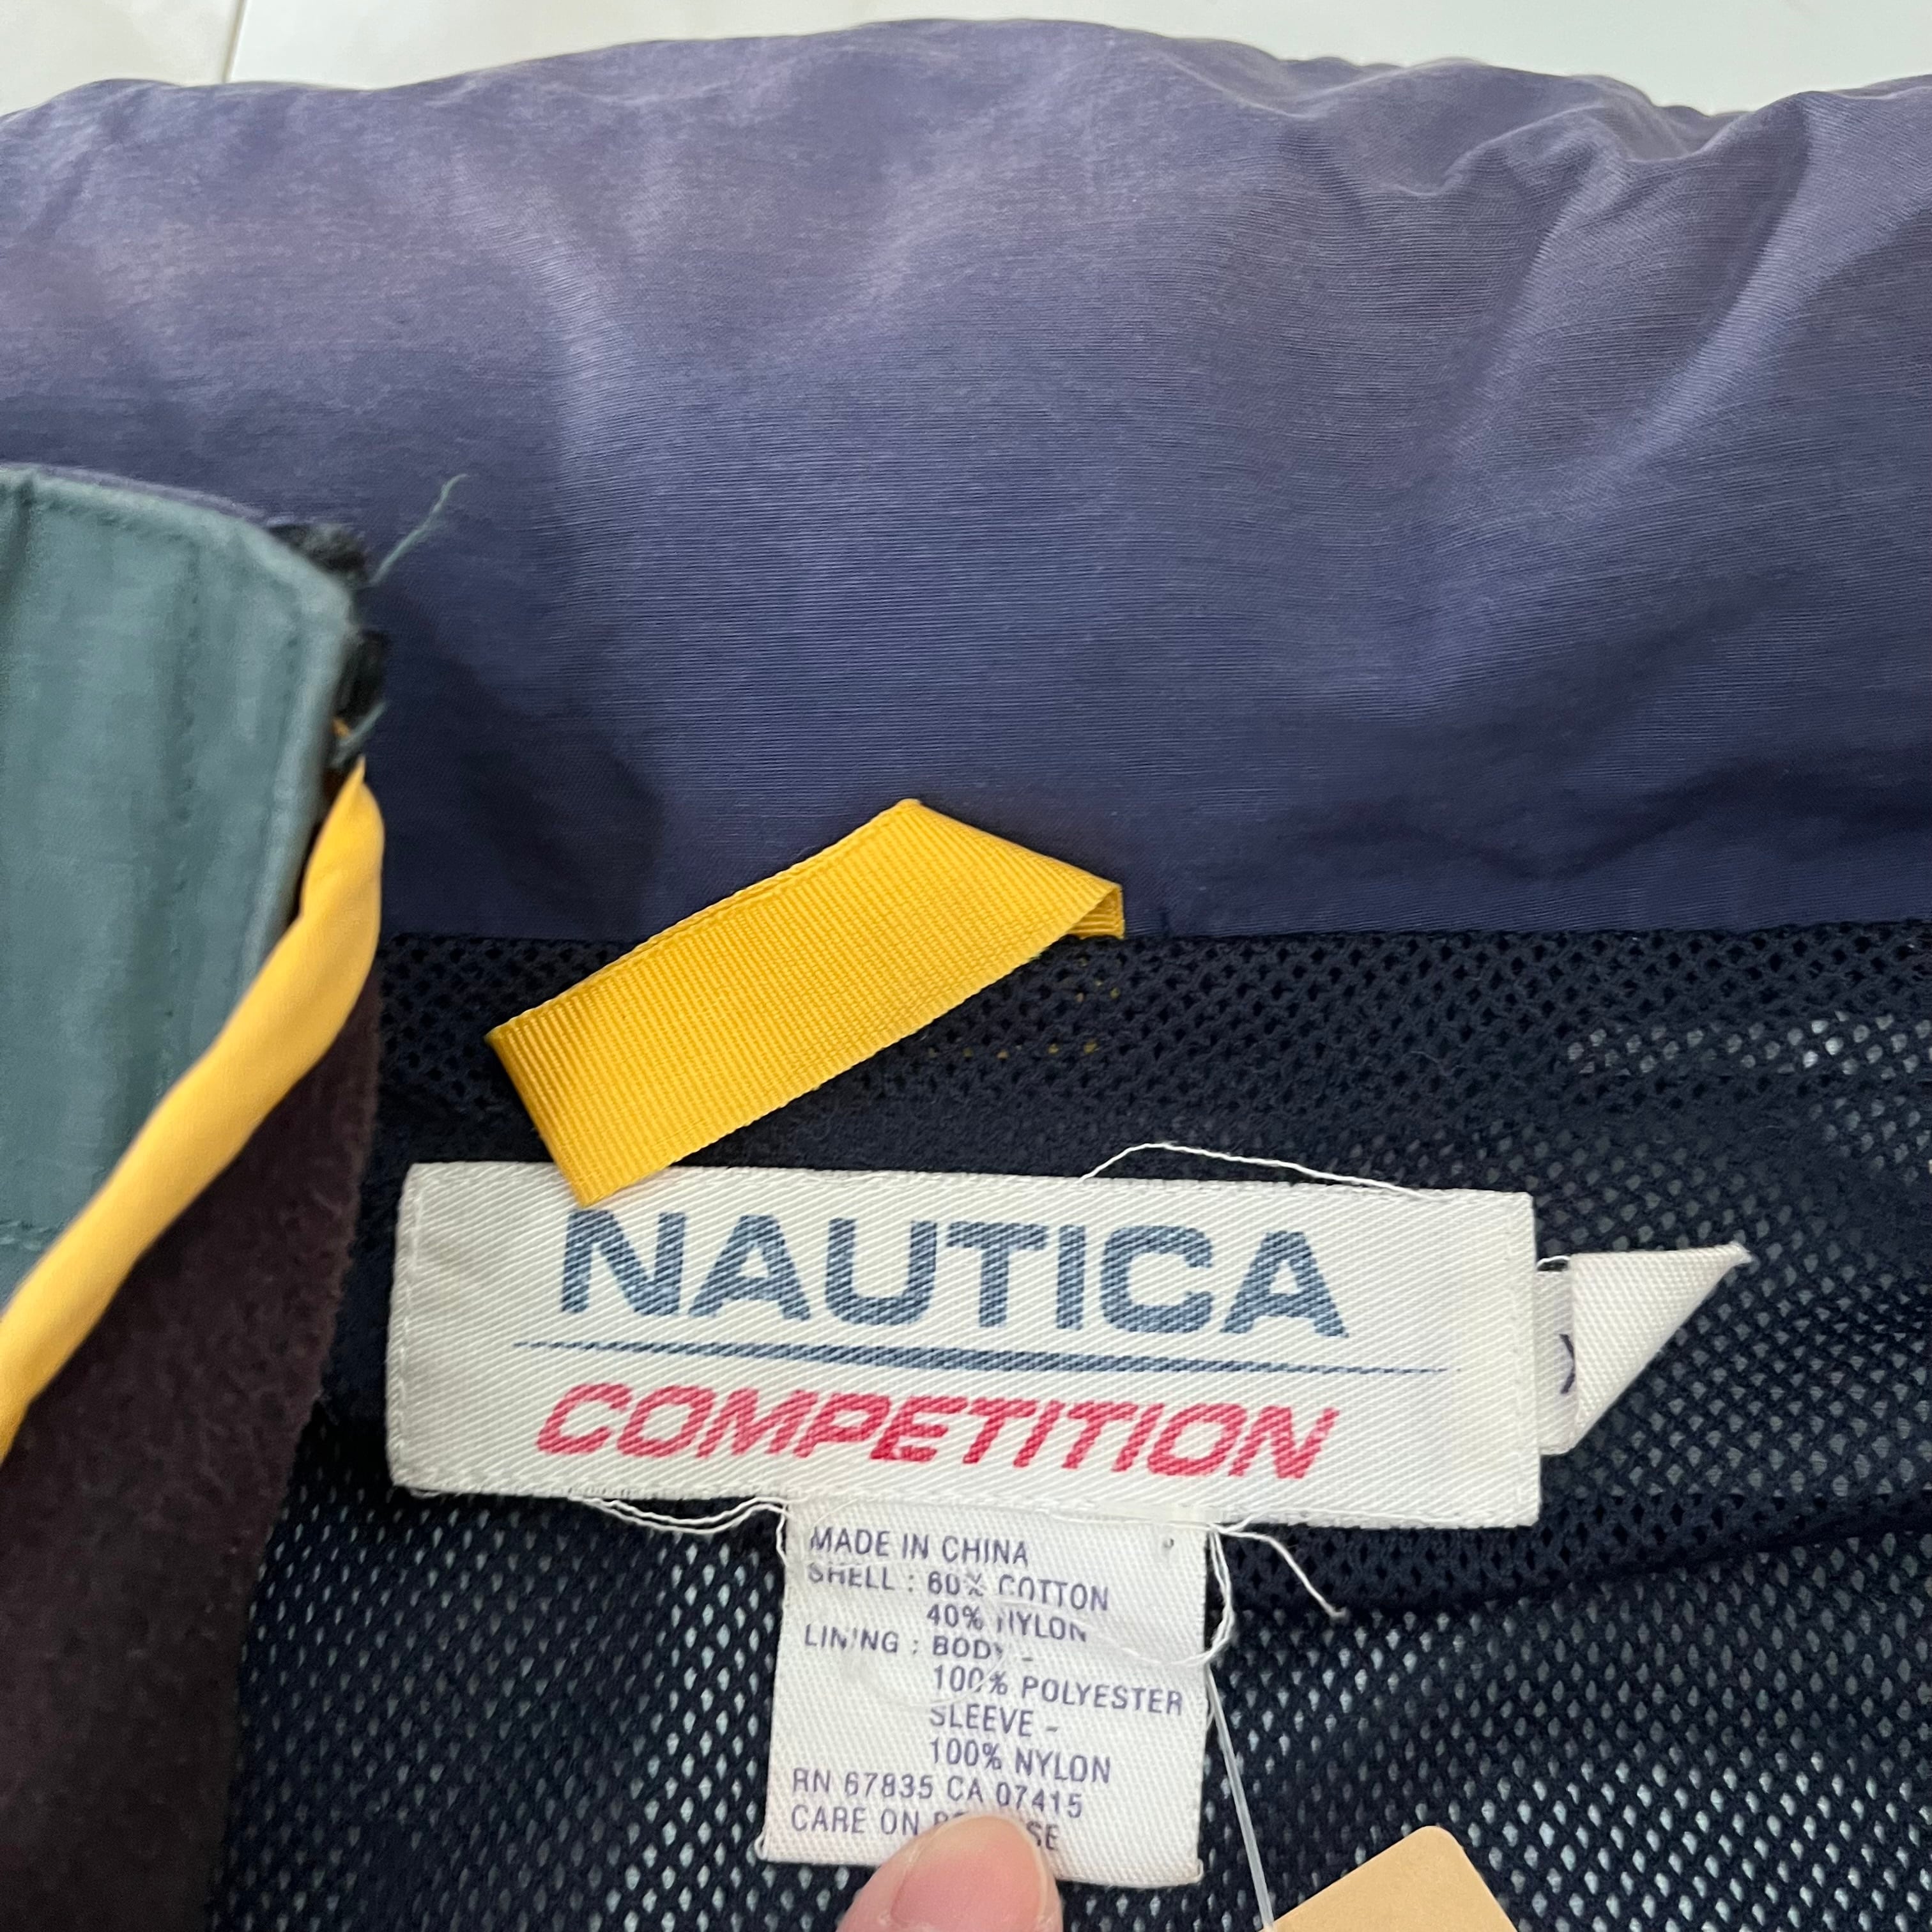 NAUTICA
COMPETITION
X
MADE IN CHINA
SHELL : 60% COTTON
40% NYLON
LINING : BODY -
100% POLYESTER
SLEEVE -
100% NYLON
RN 67835 CA 07415
CARE ON